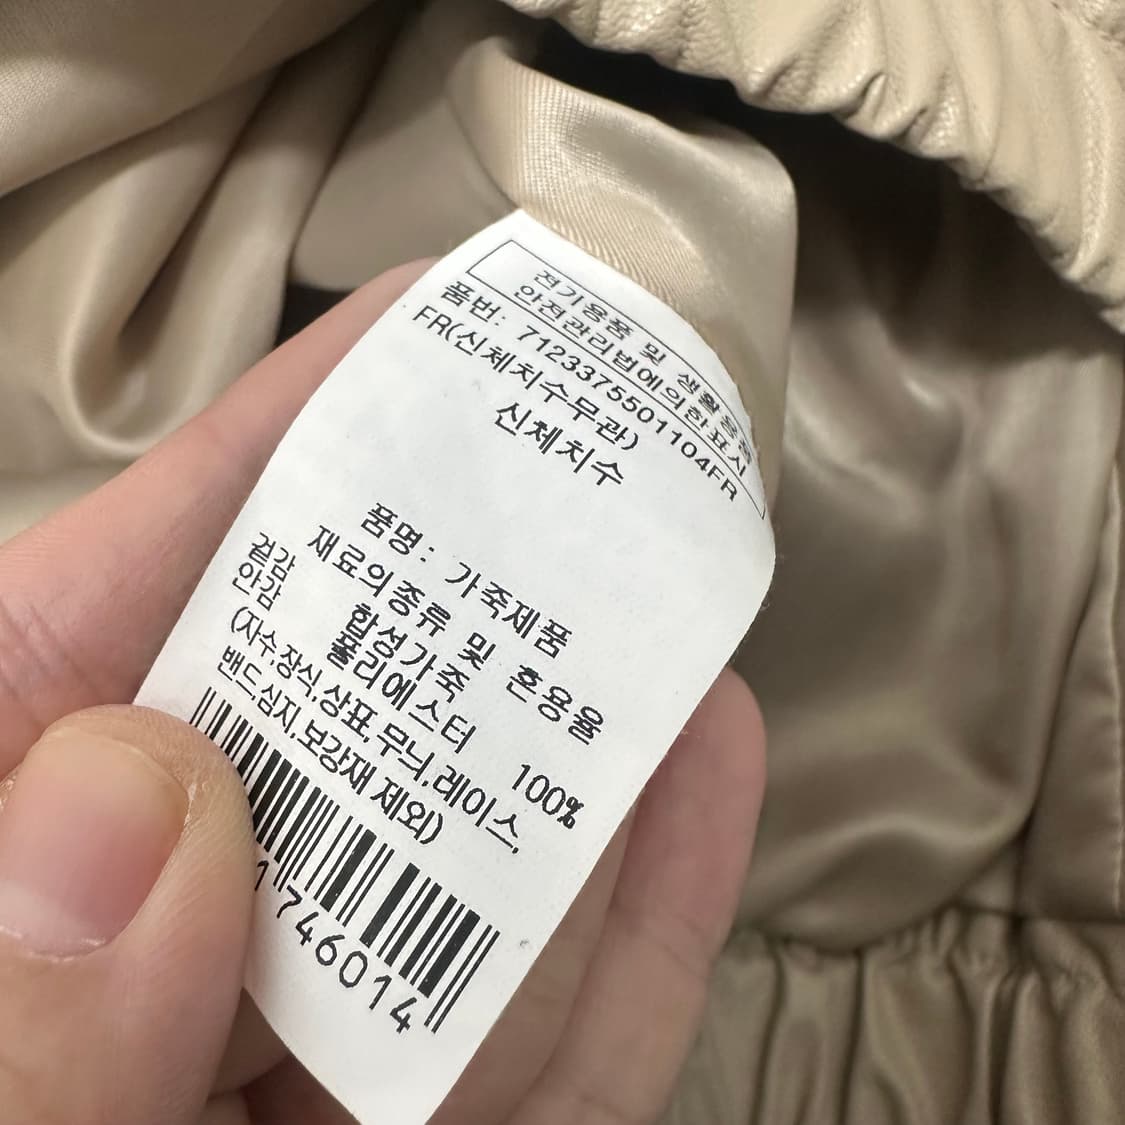 전기용품 및 생활용품
안전관리법에의한표시
품번: 7123375501104FR
FR(신체치수무관)
신체치수
품명: 가죽제품
재료의종류 및 혼용율
겉감 합성가죽
안감 폴리에스터 100%
(자수,장식,상표,무늬,레이스,
밴드,심지,보강재 제외)
1746014